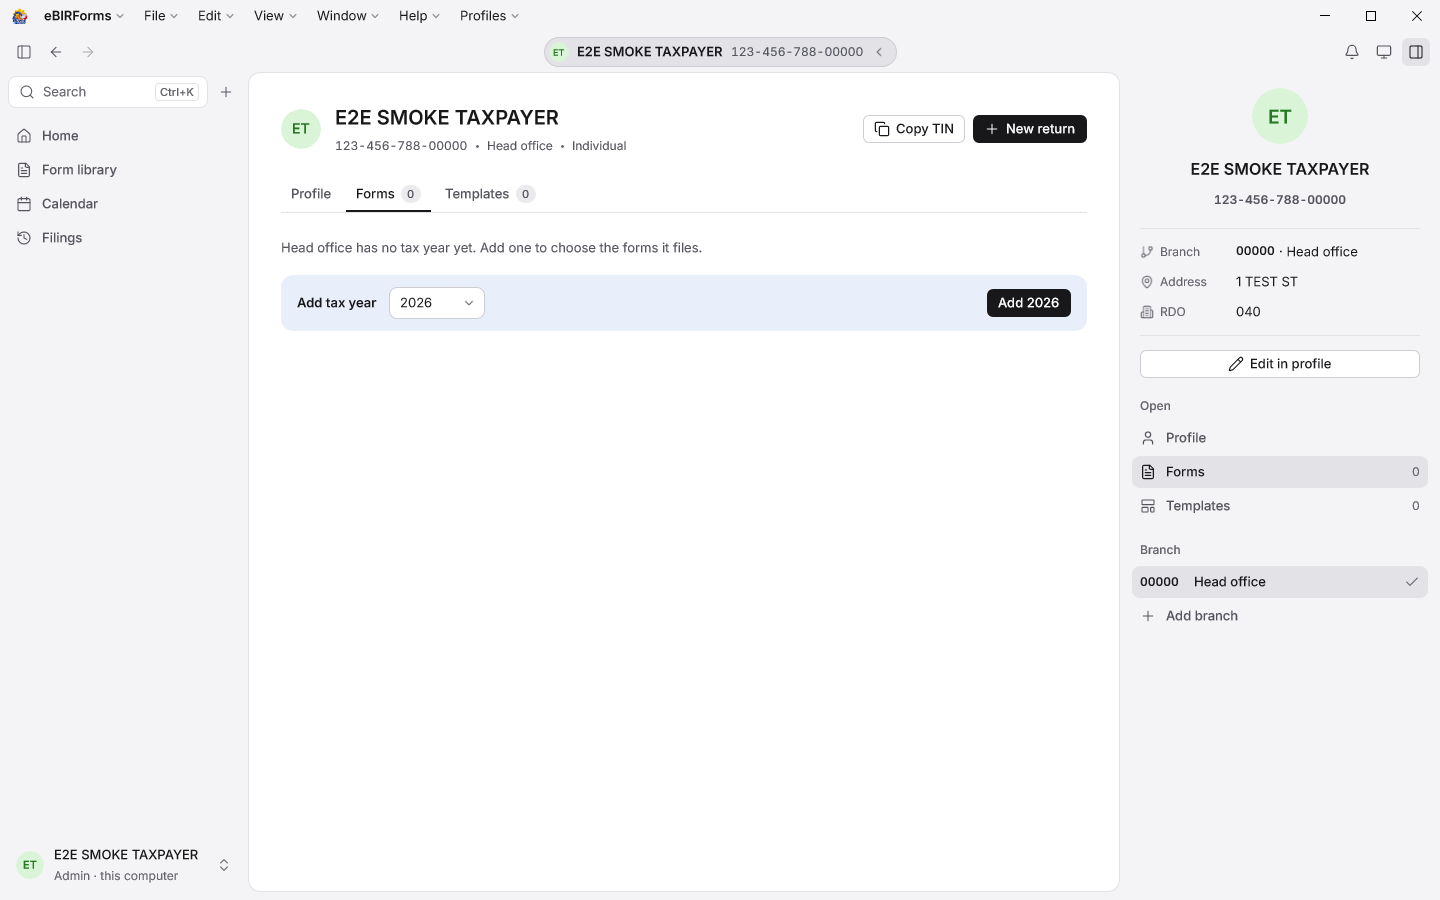 eBIRForms File Edit View Window Help Profiles
ET E2E SMOKE TAXPAYER 123-456-788-00000
Search Ctrl+K
Home
Form library
Calendar
Filings
ET
E2E SMOKE TAXPAYER
123-456-788-00000 • Head office • Individual
Copy TIN
New return
Profile Forms 0 Templates 0
Head office has no tax year yet. Add one to choose the forms it files.
Add tax year 2026 Add 2026
ET
E2E SMOKE TAXPAYER
123-456-788-00000
Branch 00000 · Head office
Address 1 TEST ST
RDO 040
Edit in profile
Open
Profile
Forms 0
Templates 0
Branch
00000 Head office
Add branch
ET
E2E SMOKE TAXPAYER
Admin · this computer